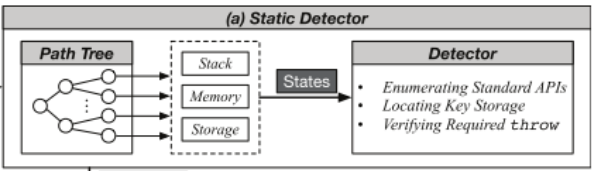 (a) Static Detector
Path Tree
Stack
Memory
Storage
States
Detector
• Enumerating Standard APIs
• Locating Key Storage
• Verifying Required throw